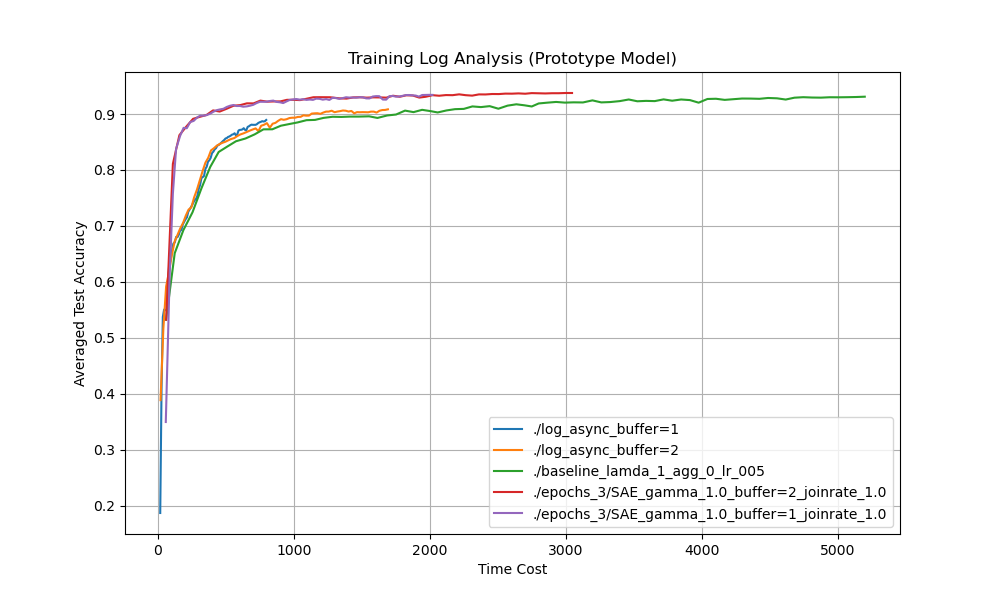 Training Log Analysis (Prototype Model)
Averaged Test Accuracy
0.9
0.8
0.7
0.6
0.5
0.4
0.3
0.2
./log_async_buffer=1
./log_async_buffer=2
./baseline_lamda_1_agg_0_lr_005
./epochs_3/SAE_gamma_1.0_buffer=2_joinrate_1.0
./epochs_3/SAE_gamma_1.0_buffer=1_joinrate_1.0
0 1000 2000 3000 4000 5000
Time Cost